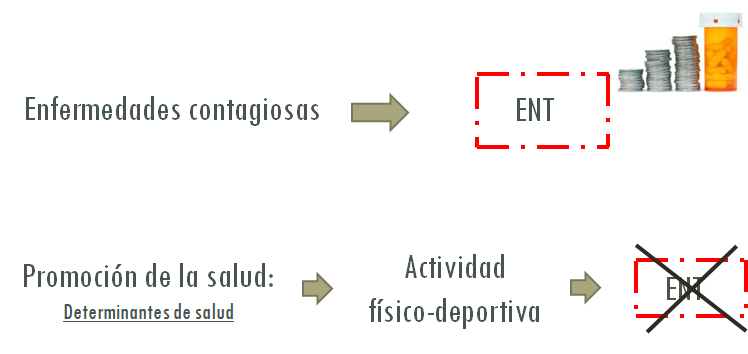 Enfermedades contagiosas
ENT
Promoción de la salud:
Determinantes de salud
Actividad
físico-deportiva
ENT